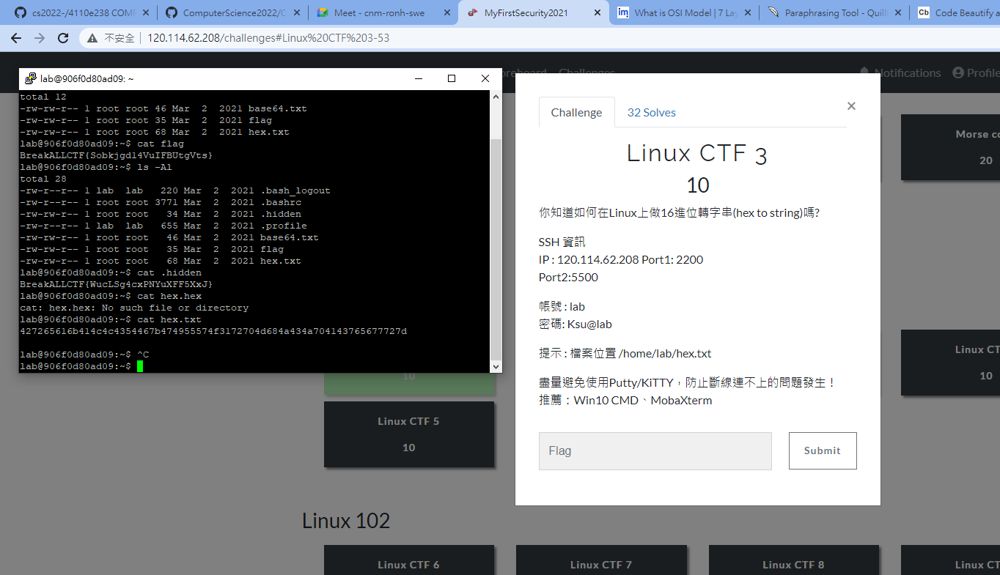 cs2022-/4110e238 COMP
ComputerScience2022/C
Meet - cnm-ronh-swe
MyFirstSecurity2021
What is OSI Model | 7 Lay
Paraphrasing Tool - Quill
Cb
Code Beautify a
不安全
120.114.62.208/challenges#Linux%20CTF%203-53
lab@906f0d80ad09: ~
total 12
-rw-rw-r-- 1 root root 46 Mar  2  2021 base64.txt
-rw-rw-r-- 1 root root 35 Mar  2  2021 flag
-rw-rw-r-- 1 root root 68 Mar  2  2021 hex.txt
lab@906f0d80ad09:~$ cat flag
BreakALLCTF{Sobkjgdl4VuIFBUtgVts}
lab@906f0d80ad09:~$ ls -Al
total 28
-rw-r--r-- 1 lab  lab   220 Mar  2  2021 .bash_logout
-rw-rw-r-- 1 root root 3771 Mar  2  2021 .bashrc
-rw-rw-r-- 1 root root   34 Mar  2  2021 .hidden
-rw-rw-r-- 1 lab  lab   655 Mar  2  2021 .profile
-rw-rw-r-- 1 root root   46 Mar  2  2021 base64.txt
-rw-rw-r-- 1 root root   35 Mar  2  2021 flag
-rw-rw-r-- 1 root root   68 Mar  2  2021 hex.txt
lab@906f0d80ad09:~$ cat .hidden
BreakALLCTF{WucLSg4cxPNYuXFF5XxJ}
lab@906f0d80ad09:~$ cat hex.hex
cat: hex.hex: No such file or directory
lab@906f0d80ad09:~$ cat hex.txt
427265616b414c4c4354467b474955574f3172704d684a434a704143765677727d
lab@906f0d80ad09:~$ ^C
lab@906f0d80ad09:~$
oreboard Challenges
Notifications Profile
Challenge
32 Solves
×
Linux CTF 3
10
你知道如何在Linux上做16進位轉字串(hex to string)嗎?
SSH 資訊
IP : 120.114.62.208 Port1: 2200
Port2:5500
帳號 : lab
密碼: Ksu@lab
提示 : 檔案位置 /home/lab/hex.txt
盡量避免使用Putty/KiTTY，防止斷線連不上的問題發生！
推薦：Win10 CMD、MobaXterm
Flag
Submit
Morse co
20
Linux CT
10
10
Linux CTF 5
10
Linux 102
Linux CTF 6
Linux CTF 7
Linux CTF 8
Linux CT